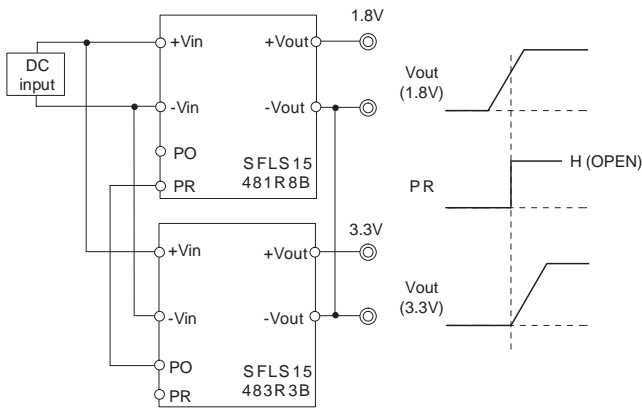 1.8V
DC
input
+Vin
+Vout
-Vin
-Vout
PO
SFLS15
PR
481R8B
3.3V
+Vin
+Vout
-Vin
-Vout
PO
SFLS15
483R3B
PR
Vout
(1.8V)
PR
H (OPEN)
Vout
(3.3V)